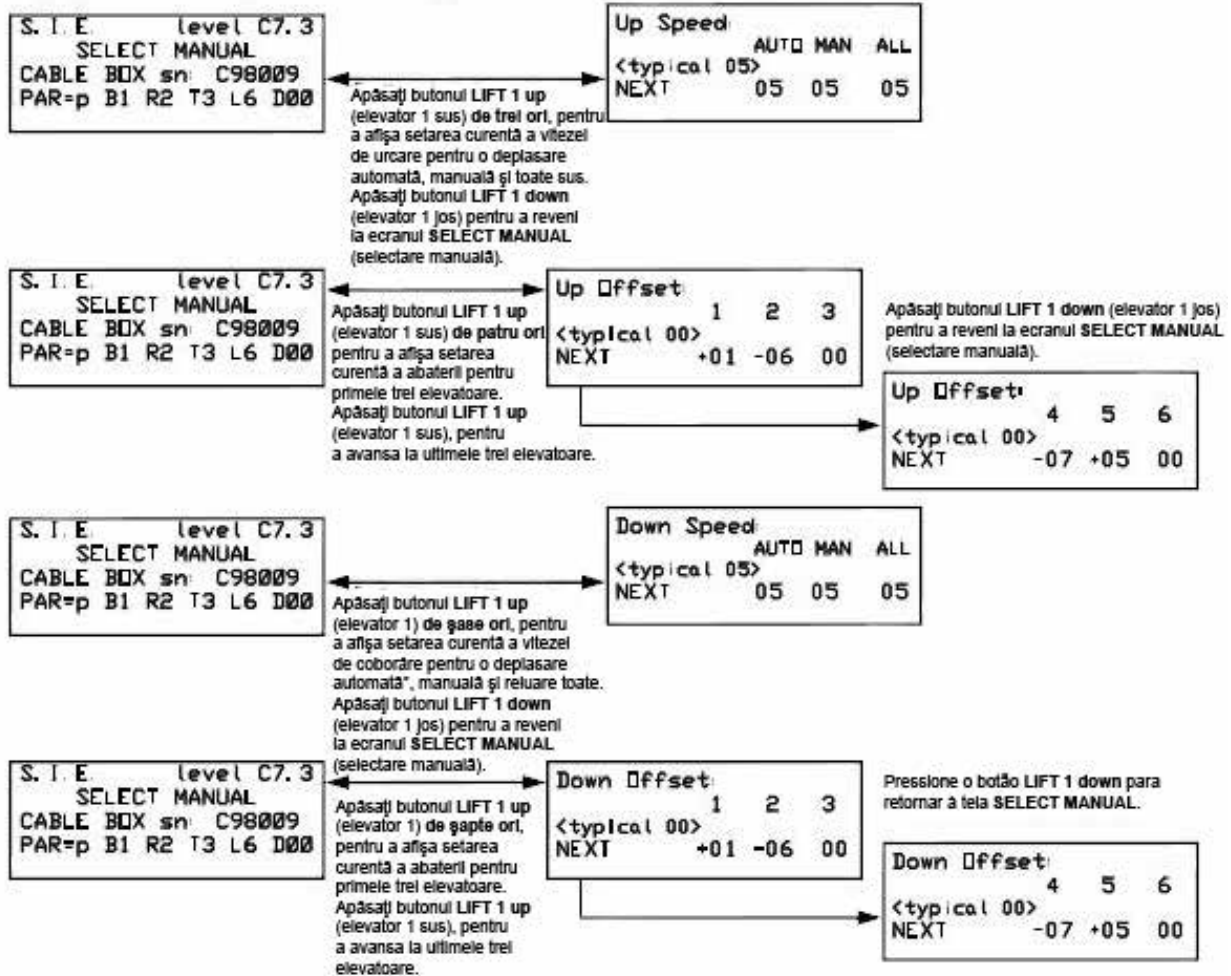 S. I. E. level C7.3
SELECT MANUAL
CABLE BOX sn: C98009
PAR=p B1 R2 T3 L6 D00
Apăsaţi butonul LIFT 1 up
(elevator 1 sus) de trei ori, pentru
a afişa setarea curentă a vitezei
de urcare pentru o deplasare
automată, manuală şi toate sus.
Apăsaţi butonul LIFT 1 down
(elevator 1 jos) pentru a reveni
la ecranul SELECT MANUAL
(selectare manuală).
Up Speed:
AUTO MAN ALL
<typical 05>
NEXT 05 05 05
S. I. E. level C7.3
SELECT MANUAL
CABLE BOX sn: C98009
PAR=p B1 R2 T3 L6 D00
Apăsaţi butonul LIFT 1 up
(elevator 1 sus) de patru ori
pentru a afişa setarea
curentă a abaterii pentru
primele trei elevatoare.
Apăsaţi butonul LIFT 1 up
(elevator 1 sus), pentru
a avansa la ultimele trei elevatoare.
Up Offset:
1 2 3
<typical 00>
NEXT +01 -06 00
Apăsaţi butonul LIFT 1 down (elevator 1 jos)
pentru a reveni la ecranul SELECT MANUAL
(selectare manuală).
Up Offset:
4 5 6
<typical 00>
NEXT -07 +05 00
S. I. E. level C7.3
SELECT MANUAL
CABLE BOX sn: C98009
PAR=p B1 R2 T3 L6 D00
Apăsaţi butonul LIFT 1 up
(elevator 1) de şase ori, pentru
a afişa setarea curentă a vitezei
de coborâre pentru o deplasare
automată*, manuală şi reluare toate.
Apăsaţi butonul LIFT 1 down
(elevator 1 jos) pentru a reveni
la ecranul SELECT MANUAL
(selectare manuală).
Down Speed:
AUTO MAN ALL
<typical 05>
NEXT 05 05 05
S. I. E. level C7.3
SELECT MANUAL
CABLE BOX sn: C98009
PAR=p B1 R2 T3 L6 D00
Apăsaţi butonul LIFT 1 up
(elevator 1) de şapte ori,
pentru a afişa setarea
curentă a abaterii pentru
primele trei elevatoare.
Apăsaţi butonul LIFT 1 up
(elevator 1 sus), pentru
a avansa la ultimele trei
elevatoare.
Down Offset:
1 2 3
<typical 00>
NEXT +01 -06 00
Pressione o botão LIFT 1 down para
retornar à tela SELECT MANUAL.
Down Offset:
4 5 6
<typical 00>
NEXT -07 +05 00